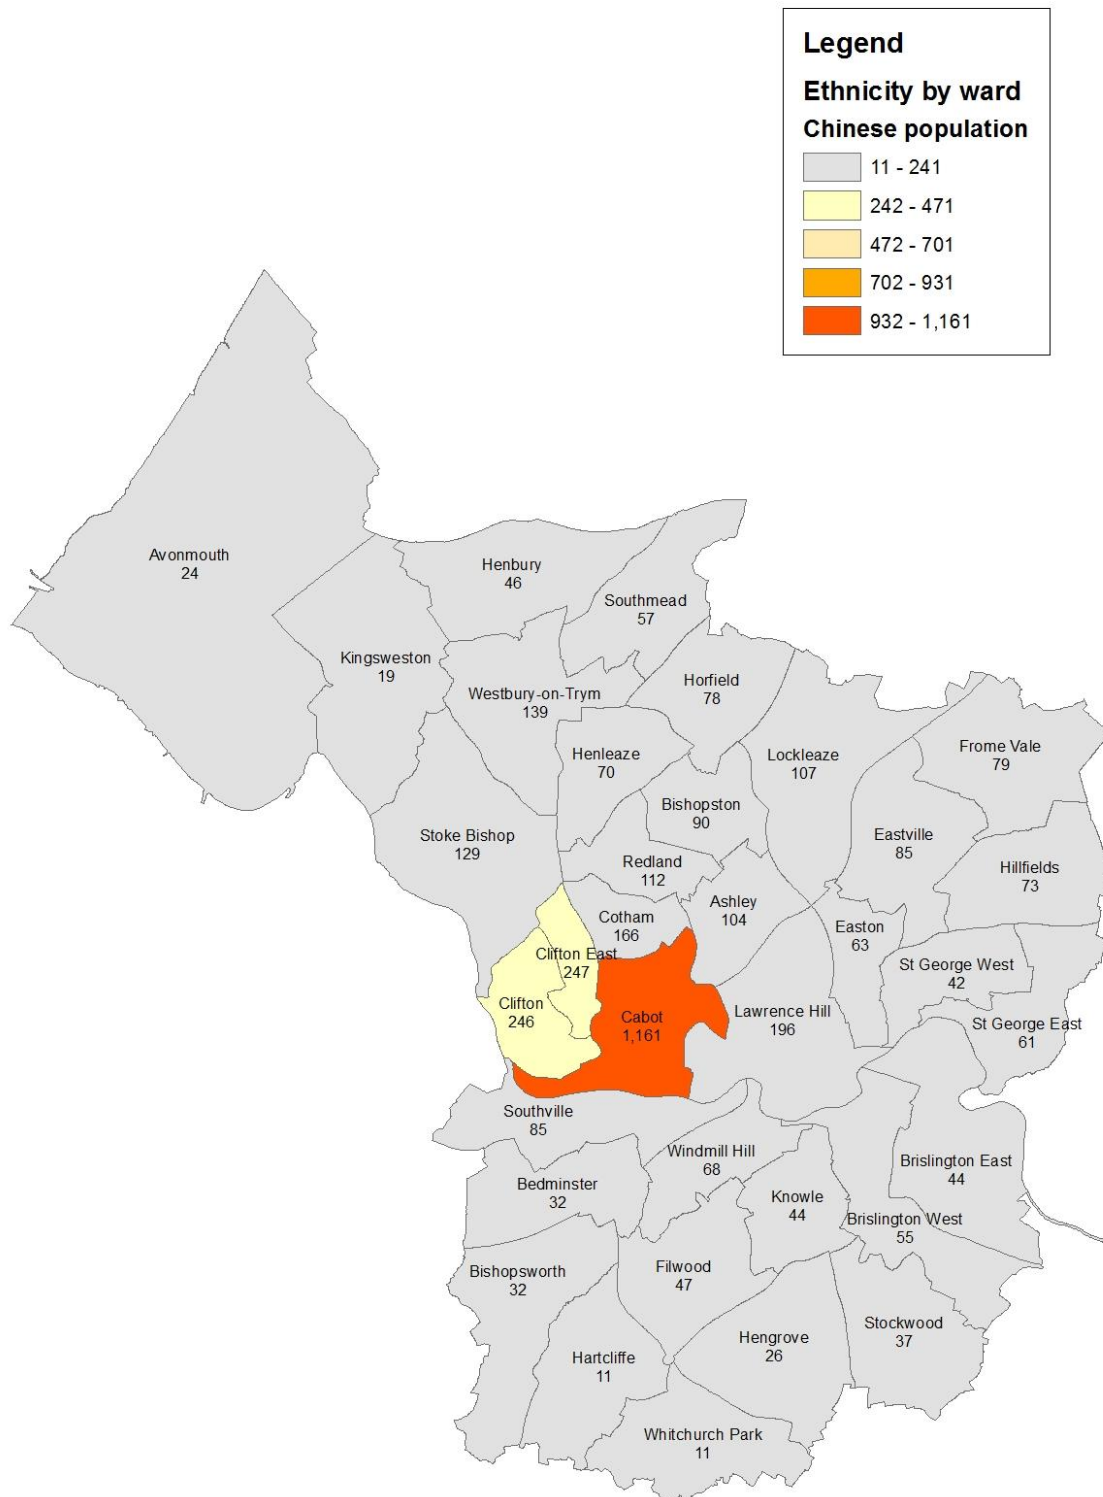 Legend
Ethnicity by ward
Chinese population
11 - 241
242 - 471
472 - 701
702 - 931
932 - 1,161
Avonmouth
24
Henbury
46
Southmead
57
Kingsweston
19
Westbury-on-Trym
139
Horfield
78
Henleaze
70
Lockleaze
107
Frome Vale
79
Bishopston
90
Stoke Bishop
129
Eastville
85
Redland
112
Hillfields
73
Ashley
104
Cotham
166
Easton
63
Clifton East
247
St George West
42
Clifton
246
Cabot
1,161
Lawrence Hill
196
St George East
61
Southville
85
Windmill Hill
68
Brislington East
44
Bedminster
32
Knowle
44
Brislington West
55
Bishopsworth
32
Filwood
47
Stockwood
37
Hengrove
26
Hartcliffe
11
Whitchurch Park
11